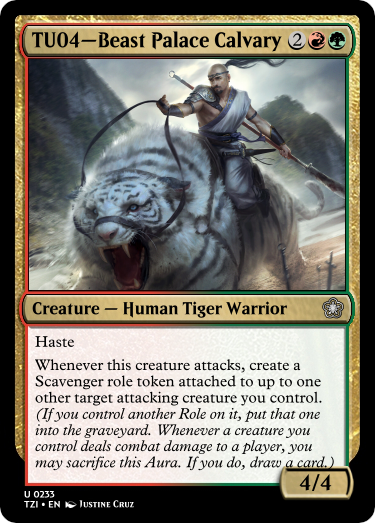 TU04—Beast Palace Calvary 2
Creature — Human Tiger Warrior
Haste
Whenever this creature attacks, create a
Scavenger role token attached to up to one
other target attacking creature you control.
(If you control another Role on it, put that one
into the graveyard. Whenever a creature you
control deals combat damage to a player, you
may sacrifice this Aura. If you do, draw a card.)
4/4
U 0233
TZI • EN Justine Cruz